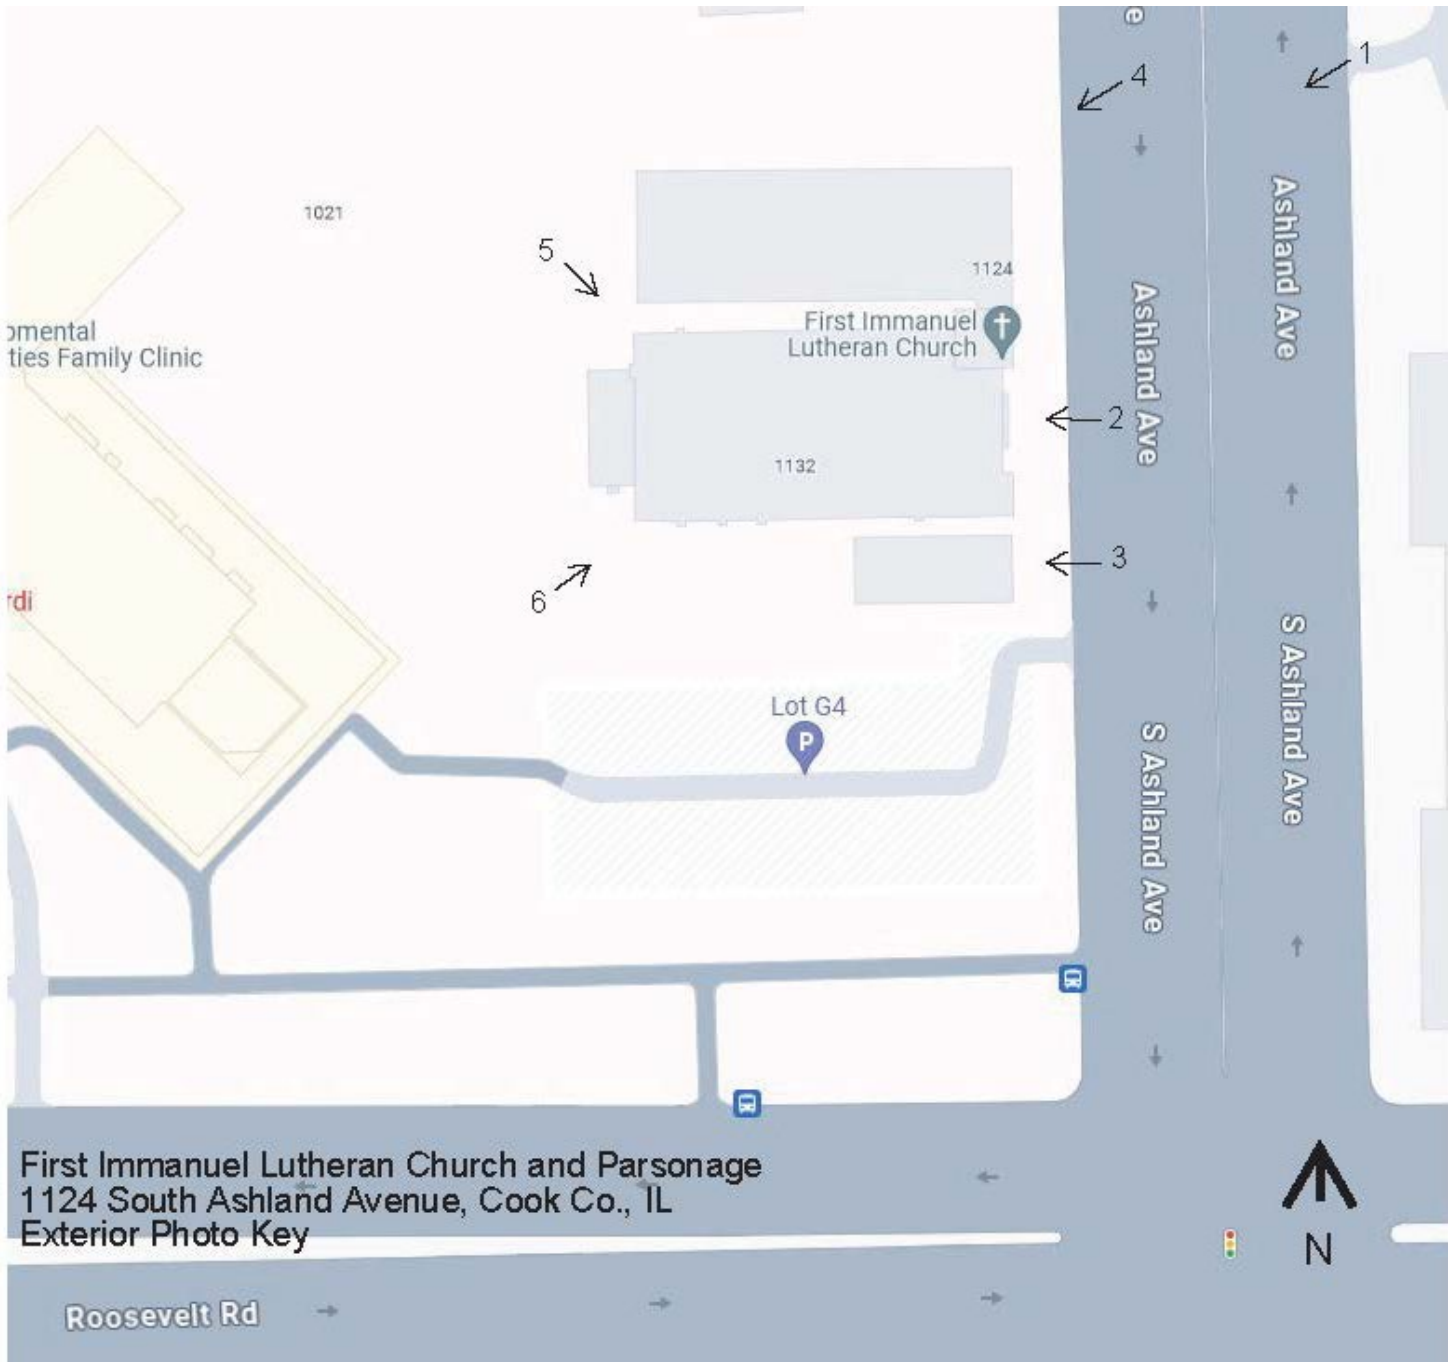 e
1
4
1021
Ashland Ave
5
1124
Ashland Ave
First Immanuel
Lutheran Church
omental
ties Family Clinic
2
1132
3
6
rdi
S Ashland Ave
Lot G4
P
S Ashland Ave
First Immanuel Lutheran Church and Parsonage
1124 South Ashland Avenue, Cook Co., IL
Exterior Photo Key
N
Roosevelt Rd